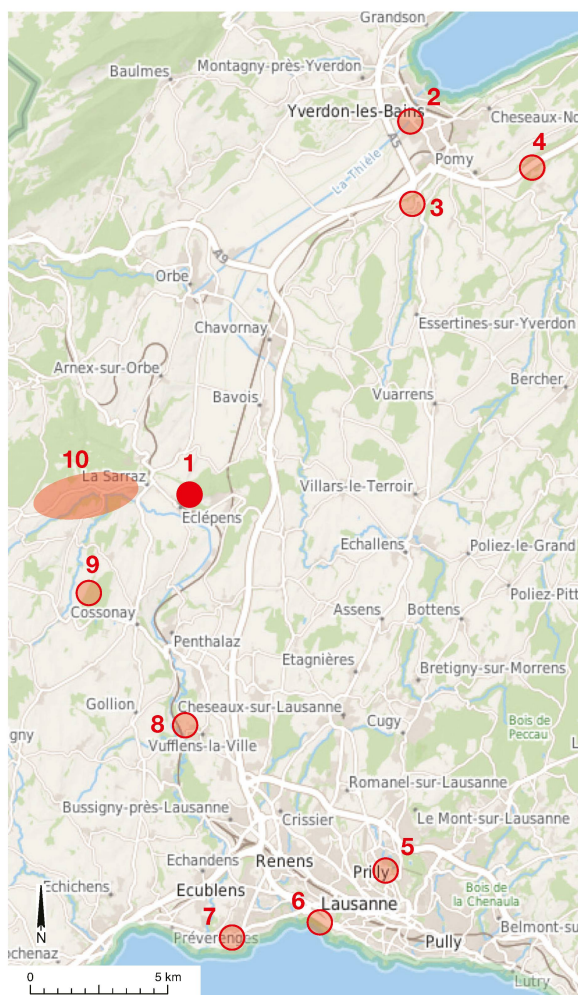 Grandson
Baulmes
Montagny-près-Yverdon
2
Yverdon-les-Bains
Cheseaux-No
A5
4
La Thièle
Pomy
3
A9
Orbe
Essertines-sur-Yverdon
Chavornay
Arnex-sur-Orbe
Bercher
Bavois
Vuarrens
10
1
La Sarraz
Villars-le-Terroir
Eclépens
Echallens
Poliez-le-Grand
9
Poliez-Pitt
Cossonay
Assens
Bottens
Penthalaz
Etagnières
Bretigny-sur-Morrens
Gollion
Cheseaux-sur-Lausanne
8
Cugy
Bois de
Peccau
gny
Vufflens-la-Ville
L
Romanel-sur-Lausanne
Bussigny-près-Lausanne
Crissier
Le Mont-sur-Lausanne
5
Echandens
Renens
Prilly
Echichens
Ecublens
Bois de
la Chenaula
6
Lausanne
7
N
Préverenges
Belmont-su
ochenaz
Pully
0
5 km
Lutry